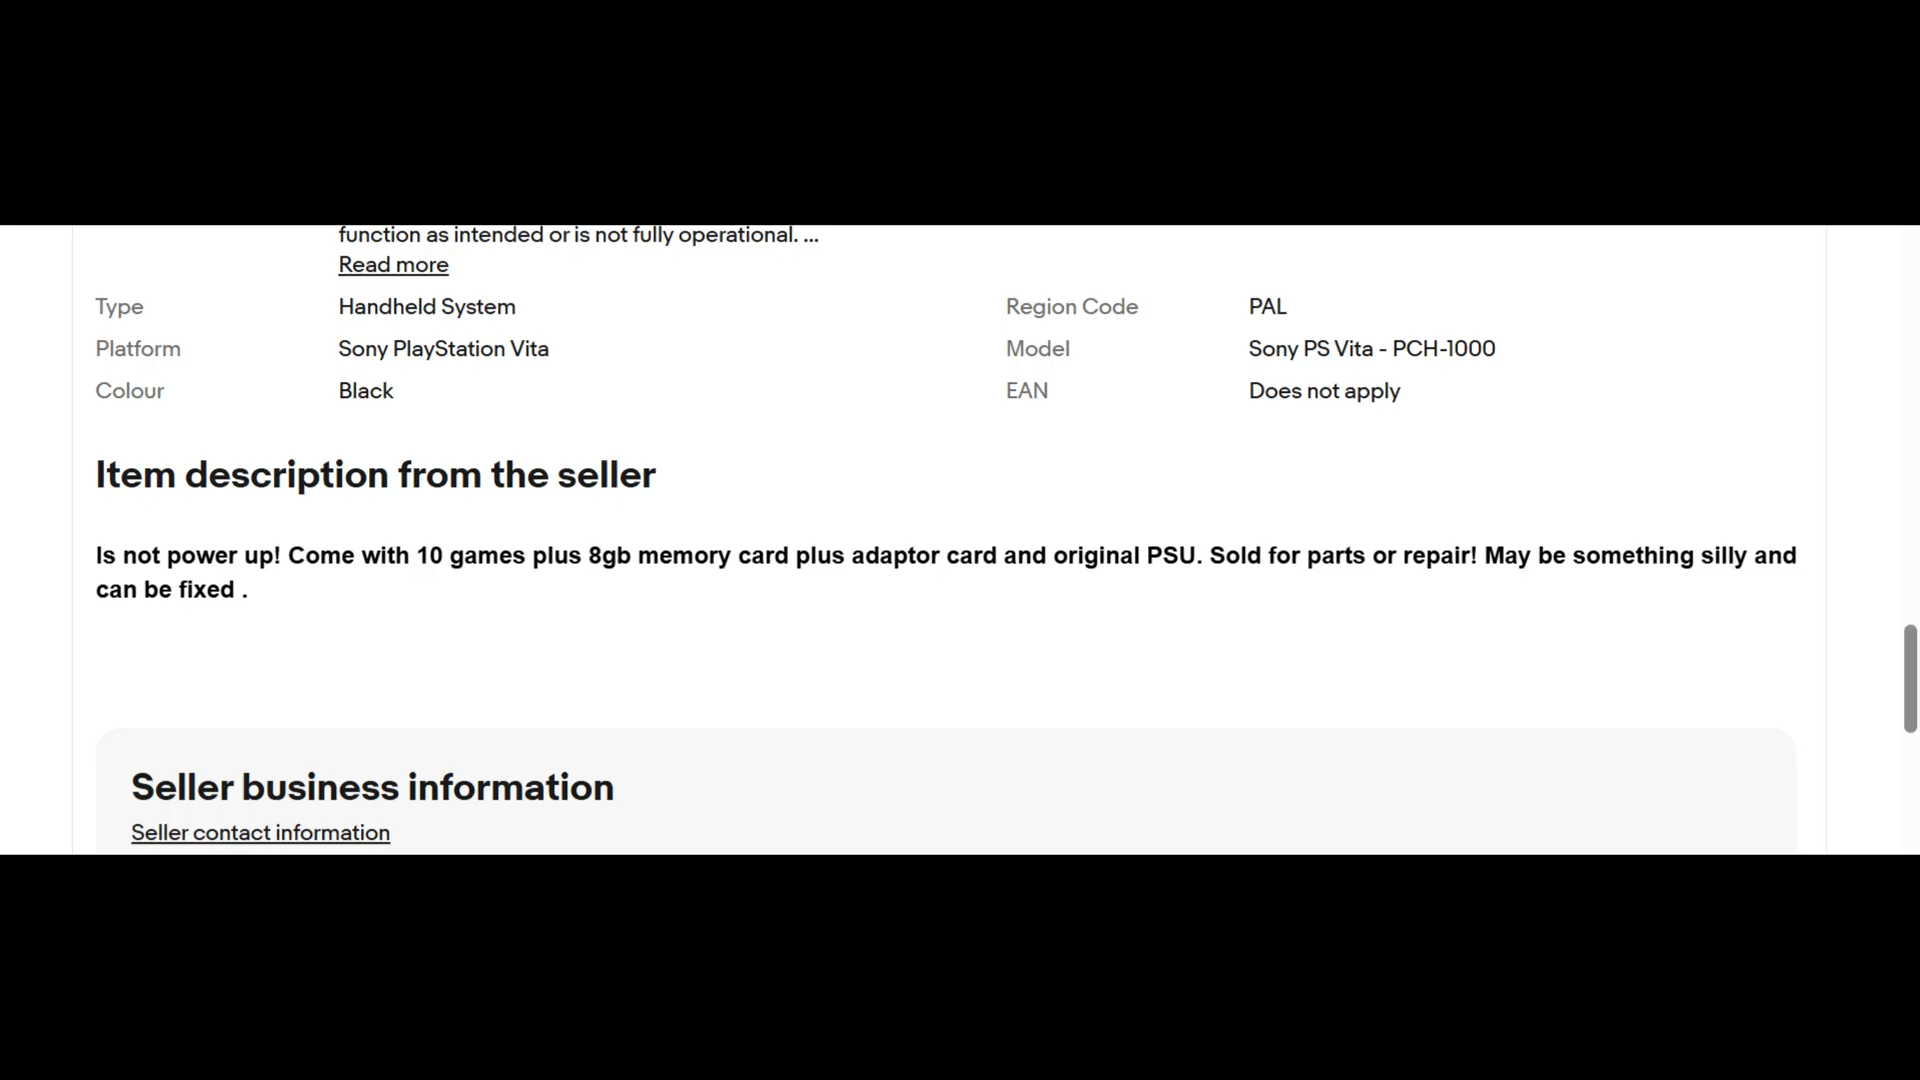 function as intended or is not fully operational. ...
Read more
Type Handheld System Region Code PAL
Platform Sony PlayStation Vita Model Sony PS Vita - PCH-1000
Colour Black EAN Does not apply
Item description from the seller
Is not power up! Come with 10 games plus 8gb memory card plus adaptor card and original PSU. Sold for parts or repair! May be something silly and
can be fixed .
Seller business information
Seller contact information